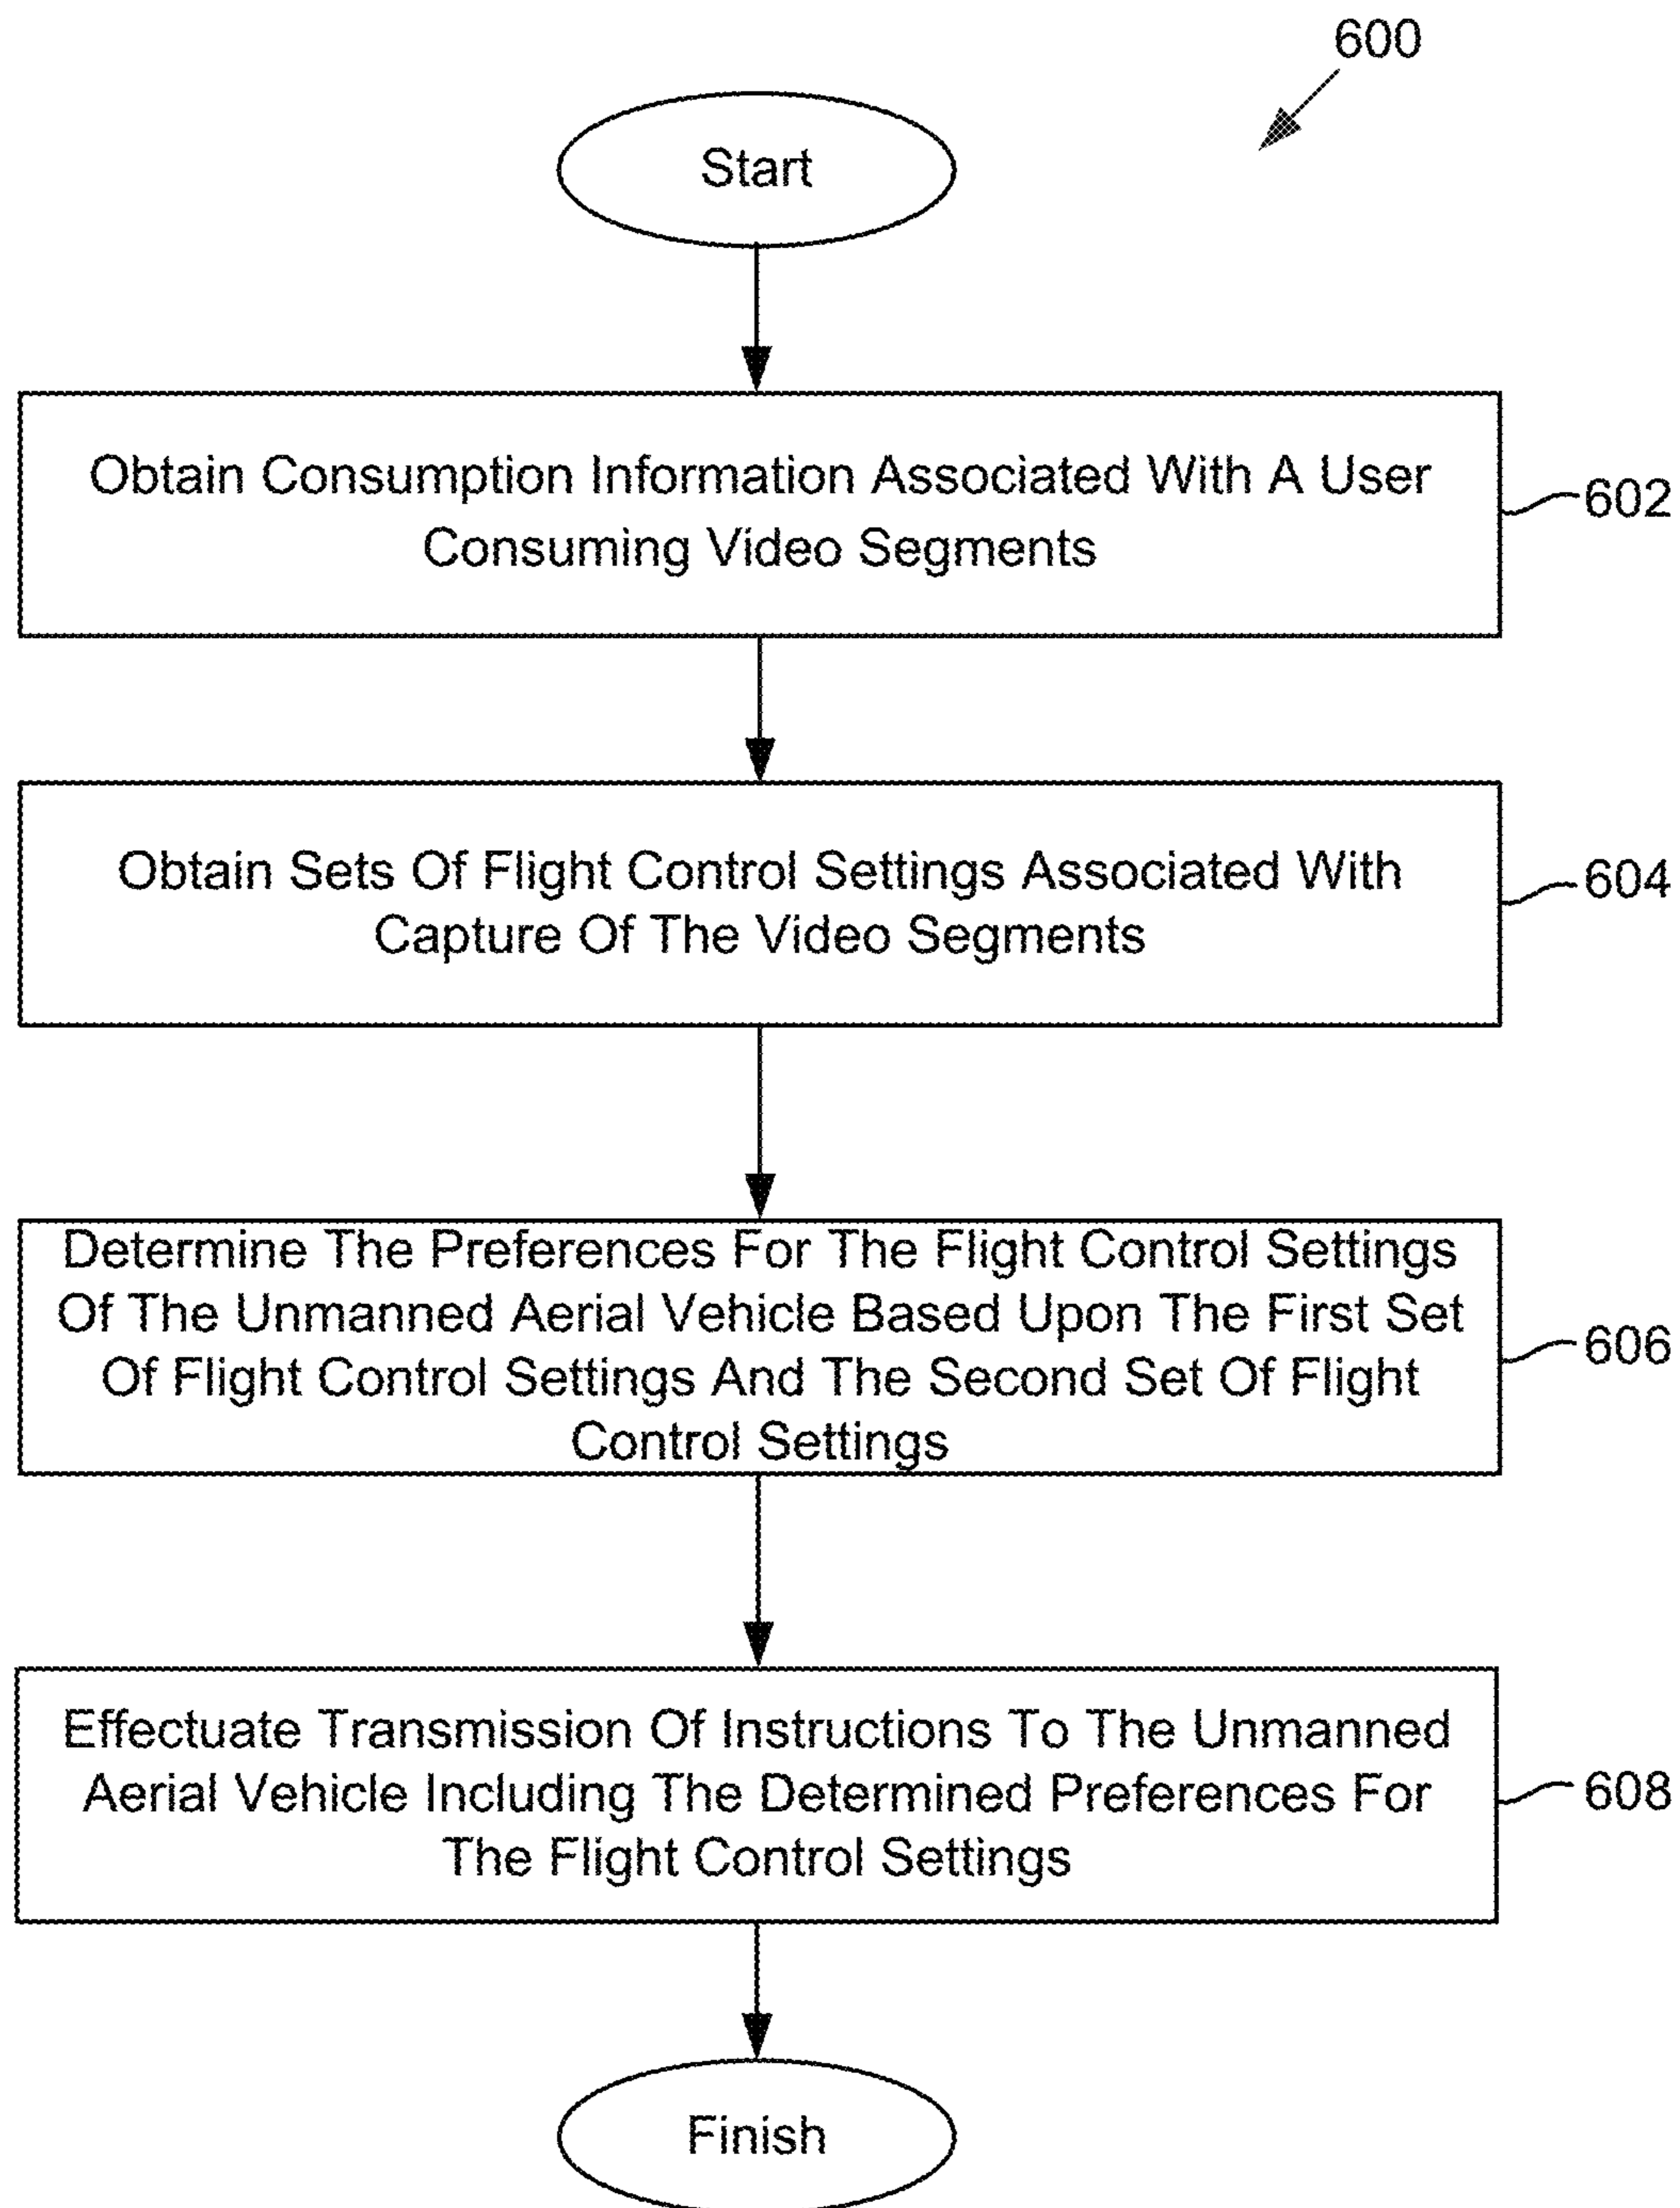 600
Start
Obtain Consumption Information Associated With A User
Consuming Video Segments
602
Obtain Sets Of Flight Control Settings Associated With
Capture Of The Video Segments
604
Determine The Preferences For The Flight Control Settings
Of The Unmanned Aerial Vehicle Based Upon The First Set
Of Flight Control Settings And The Second Set Of Flight
Control Settings
606
Effectuate Transmission Of Instructions To The Unmanned
Aerial Vehicle Including The Determined Preferences For
The Flight Control Settings
608
Finish